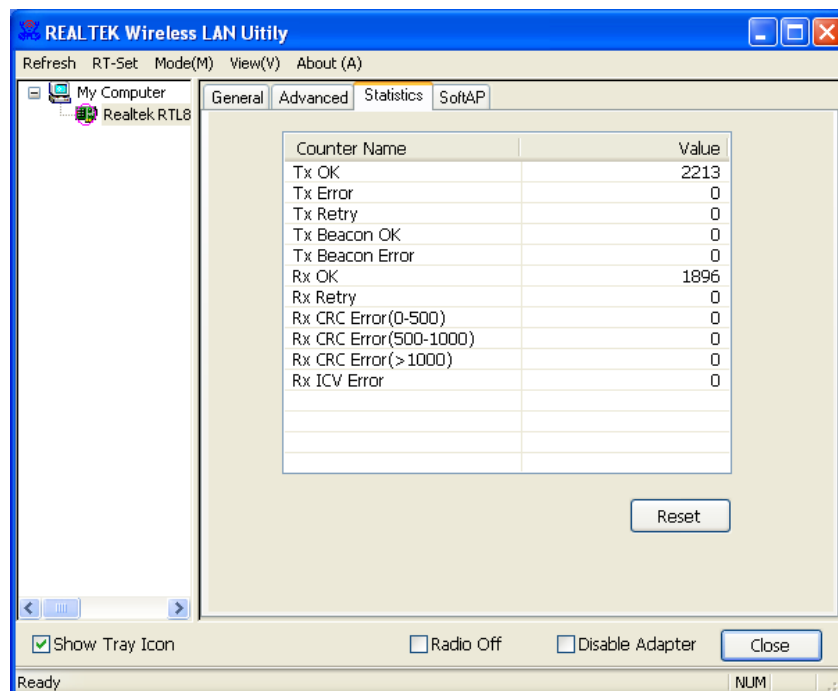 REALTEK Wireless LAN Uitily
Refresh RT-Set Mode(M) View(V) About (A)
My Computer
Realtek RTL8
General Advanced Statistics SoftAP
Counter Name Value
Tx OK 2213
Tx Error 0
Tx Retry 0
Tx Beacon OK 0
Tx Beacon Error 0
Rx OK 1896
Rx Retry 0
Rx CRC Error(0-500) 0
Rx CRC Error(500-1000) 0
Rx CRC Error(>1000) 0
Rx ICV Error 0
Reset
Show Tray Icon Radio Off Disable Adapter Close
Ready NUM